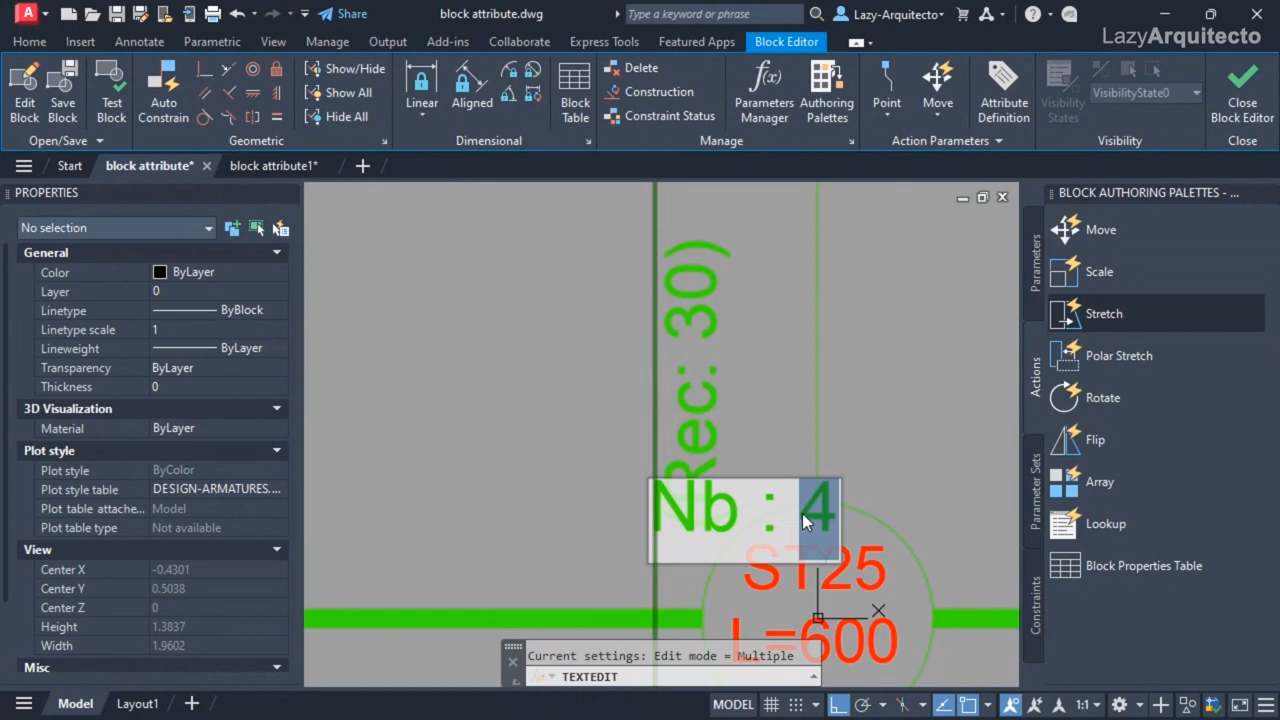 Share
block attribute.dwg
Type a keyword or phrase
Lazy-Arquitecto
LazyArquitecto
Home
Insert
Annotate
Parametric
View
Manage
Output
Add-ins
Collaborate
Express Tools
Featured Apps
Block Editor
Edit
Block
Save
Block
Test
Block
Auto
Constrain
Show/Hide
Show All
Hide All
Linear
Aligned
Block
Table
Delete
Construction
Constraint Status
Parameters
Manager
Authoring
Palettes
Point
Move
Attribute
Definition
Visibility
States
VisibilityState0
Close
Block Editor
Open/Save
Geometric
Dimensional
Manage
Action Parameters
Visibility
Close
Start
block attribute*
block attribute1*
PROPERTIES
No selection
General
Color ByLayer
Layer 0
Linetype ByBlock
Linetype scale 1
Lineweight ByLayer
Transparency ByLayer
Thickness 0
3D Visualization
Material ByLayer
Plot style
Plot style ByColor
Plot style table DESIGN-ARMATURES....
Plot table attache... Model
Plot table type Not available
View
Center X -0.4301
Center Y 0.5038
Center Z 0
Height 1.3837
Width 1.9602
Misc
Rec: 30)
Nb : 4
ST25
L=600
Current settings: Edit mode = Multiple
TEXTEDIT
BLOCK AUTHORING PALETTES - ...
Parameters
Actions
Parameter Sets
Constraints
Move
Scale
Stretch
Polar Stretch
Rotate
Flip
Array
Lookup
Block Properties Table
Model
Layout1
MODEL
1:1